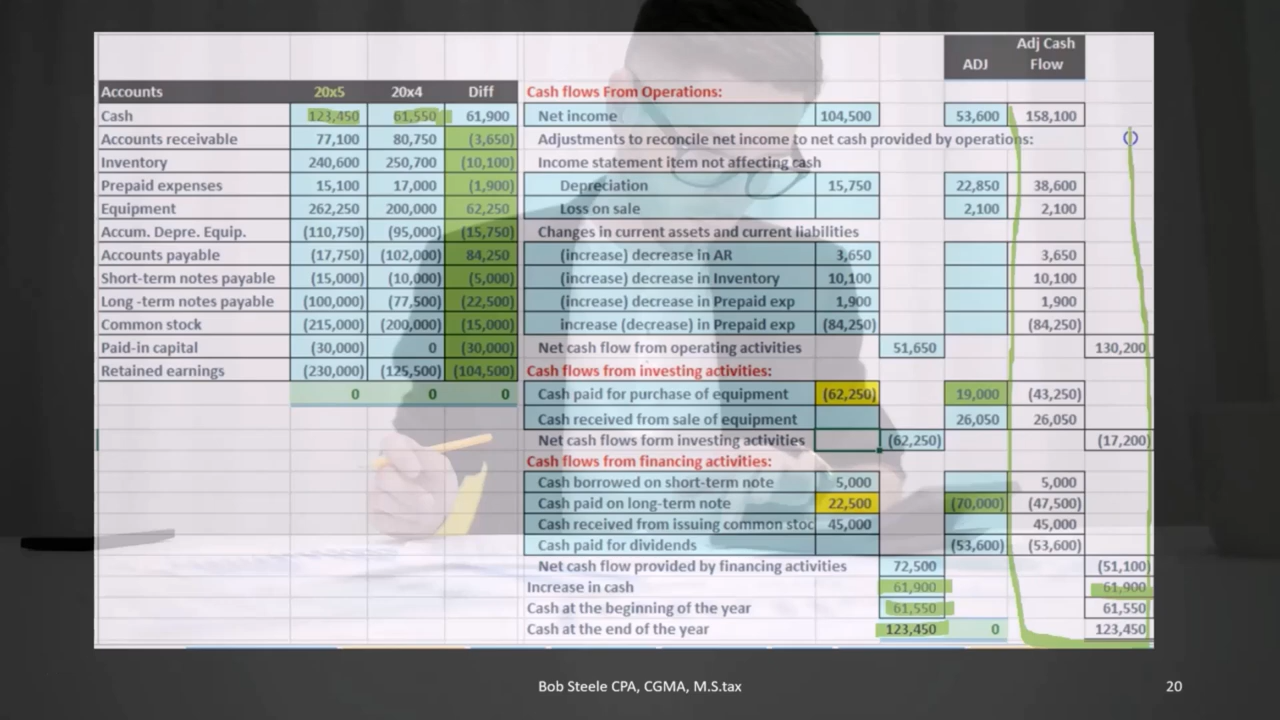 ADJ Adj Cash Flow
Accounts 20x5 20x4 Diff Cash flows From Operations:
Cash 123,450 61,550 61,900 Net income 104,500 53,600 158,100
Accounts receivable 77,100 80,750 (3,650) Adjustments to reconcile net income to net cash provided by operations:
Inventory 240,600 250,700 (10,100) Income statement item not affecting cash
Prepaid expenses 15,100 17,000 (1,900) Depreciation 15,750 22,850 38,600
Equipment 262,250 200,000 62,250 Loss on sale 2,100 2,100
Accum. Depre. Equip. (110,750) (95,000) (15,750) Changes in current assets and current liabilities
Accounts payable (17,750) (102,000) 84,250 (increase) decrease in AR 3,650 3,650
Short-term notes payable (15,000) (10,000) (5,000) (increase) decrease in Inventory 10,100 10,100
Long -term notes payable (100,000) (77,500) (22,500) (increase) decrease in Prepaid exp 1,900 1,900
Common stock (215,000) (200,000) (15,000) increase (decrease) in Prepaid exp (84,250) (84,250)
Paid-in capital (30,000) 0 (30,000) Net cash flow from operating activities 51,650 130,200
Retained earnings (230,000) (125,500) (104,500) Cash flows from investing activities:
0 0 0 Cash paid for purchase of equipment (62,250) 19,000 (43,250)
Cash received from sale of equipment 26,050 26,050
Net cash flows form investing activities (62,250) (17,200)
Cash flows from financing activities:
Cash borrowed on short-term note 5,000 5,000
Cash paid on long-term note 22,500 (70,000) (47,500)
Cash received from issuing common stoc 45,000 45,000
Cash paid for dividends (53,600) (53,600)
Net cash flow provided by financing activities 72,500 (51,100)
Increase in cash 61,900 61,900
Cash at the beginning of the year 61,550 61,550
Cash at the end of the year 123,450 0 123,450
Bob Steele CPA, CGMA, M.S.tax 20